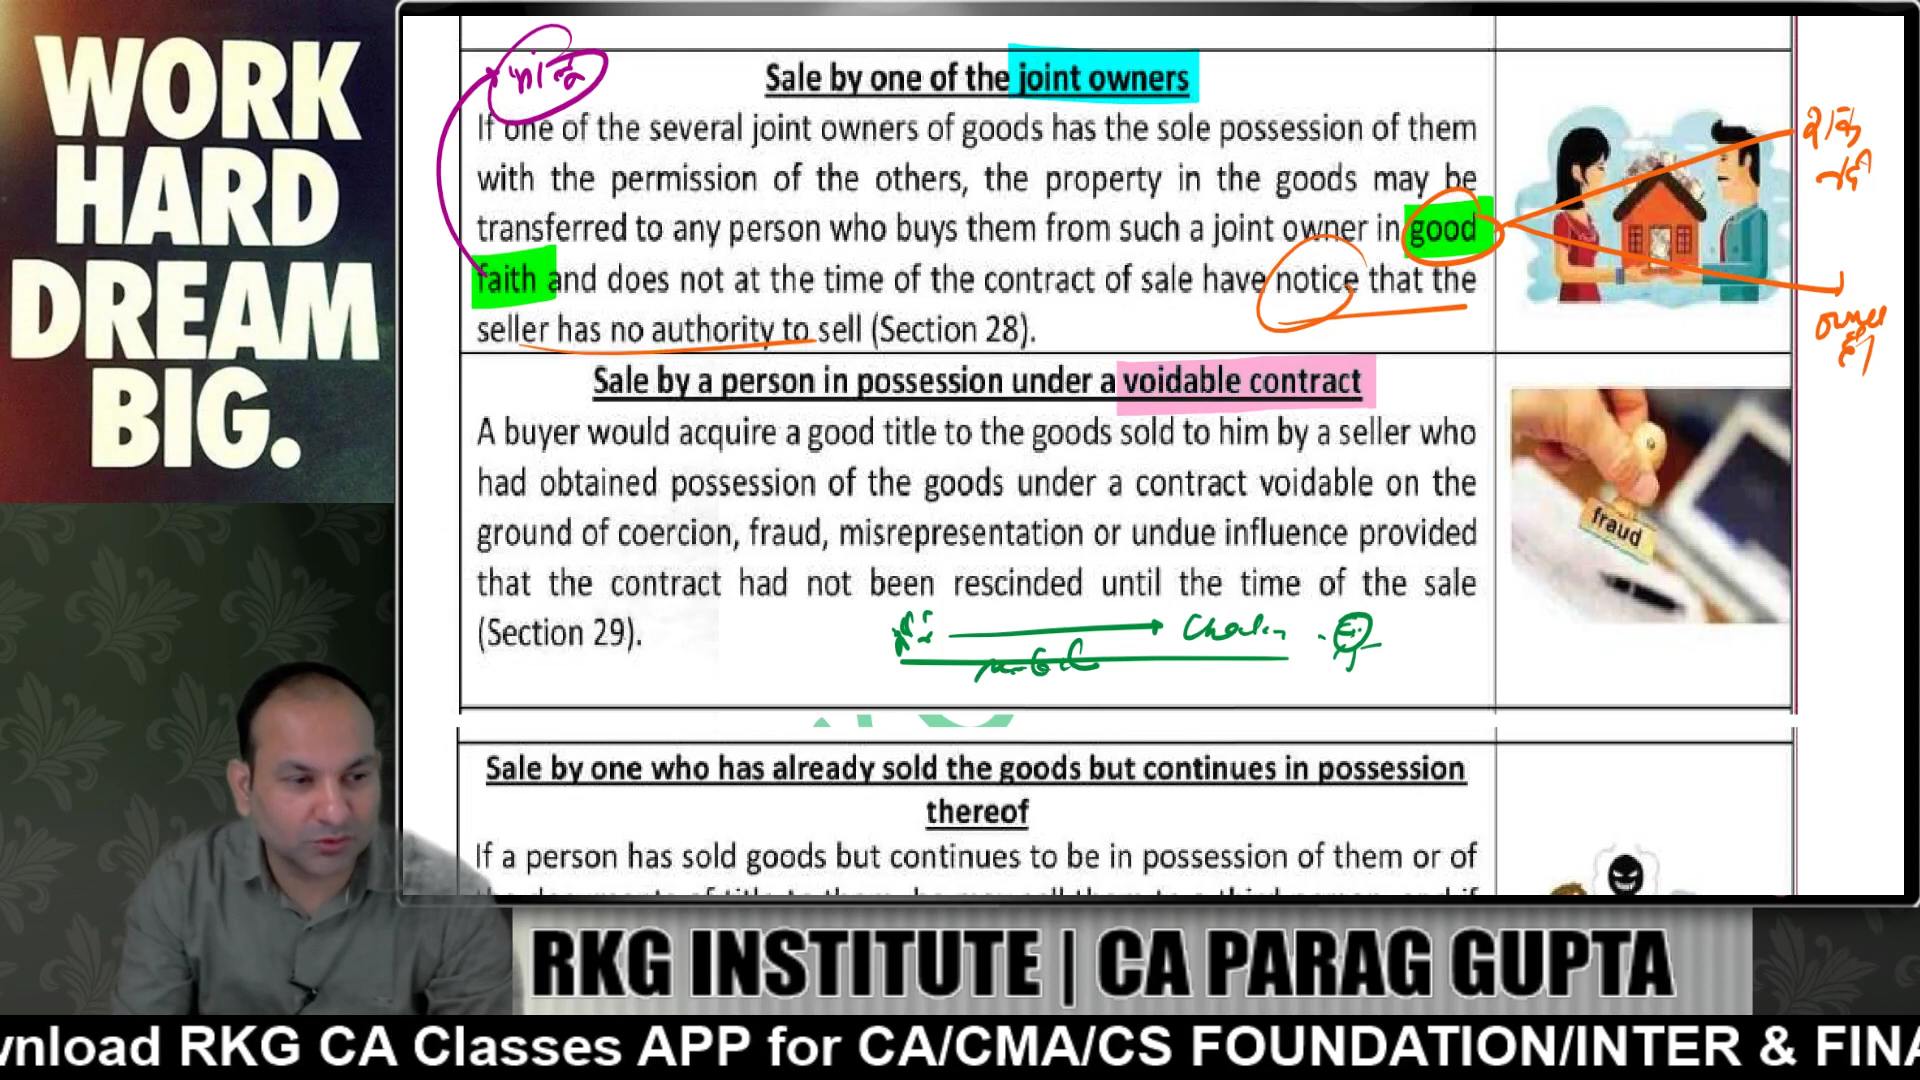 WORK
HARD
DREAM
BIG.
Sale by one of the joint owners
If one of the several joint owners of goods has the sole possession of them
with the permission of the others, the property in the goods may be
transferred to any person who buys them from such a joint owner in good
faith and does not at the time of the contract of sale have notice that the
seller has no authority to sell (Section 28).
Sale by a person in possession under a voidable contract
A buyer would acquire a good title to the goods sold to him by a seller who
had obtained possession of the goods under a contract voidable on the
ground of coercion, fraud, misrepresentation or undue influence provided
that the contract had not been rescinded until the time of the sale
(Section 29).
fraud
Sale by one who has already sold the goods but continues in possession
thereof
If a person has sold goods but continues to be in possession of them or of
RKG INSTITUTE | CA PARAG GUPTA
wnload RKG CA Classes APP for CA/CMA/CS FOUNDATION/INTER & FINA